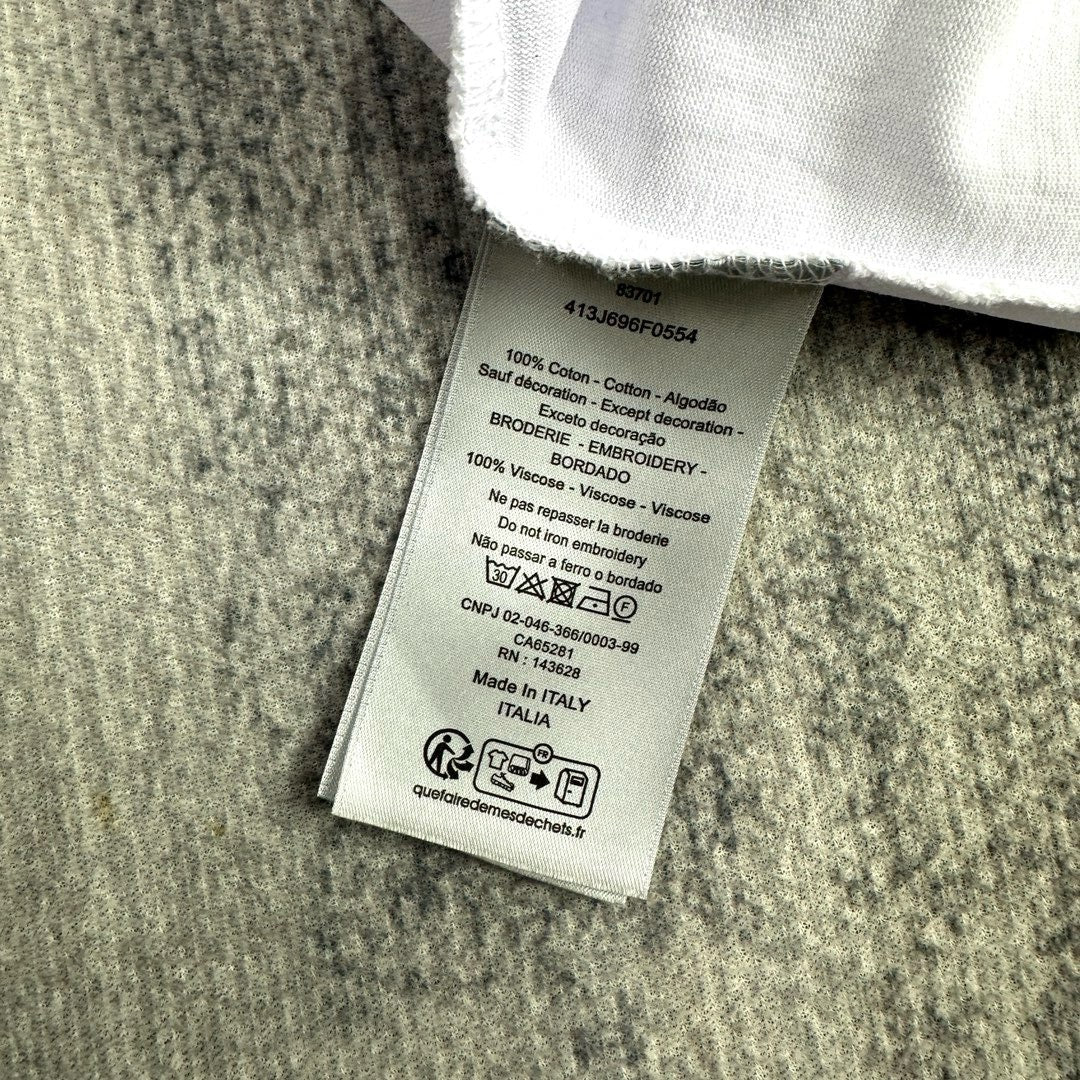 83701
413J696F0554
100% Coton - Cotton - Algodão
Sauf décoration - Except decoration -
Exceto decoração
BRODERIE - EMBROIDERY -
BORDADO
100% Viscose - Viscose - Viscose
Ne pas repasser la broderie
Do not iron embroidery
Não passar a ferro o bordado
30 F
CNPJ 02-046-366/0003-99
CA65281
RN : 143628
Made In ITALY
ITALIA
FR
quefairedemesdechets.fr